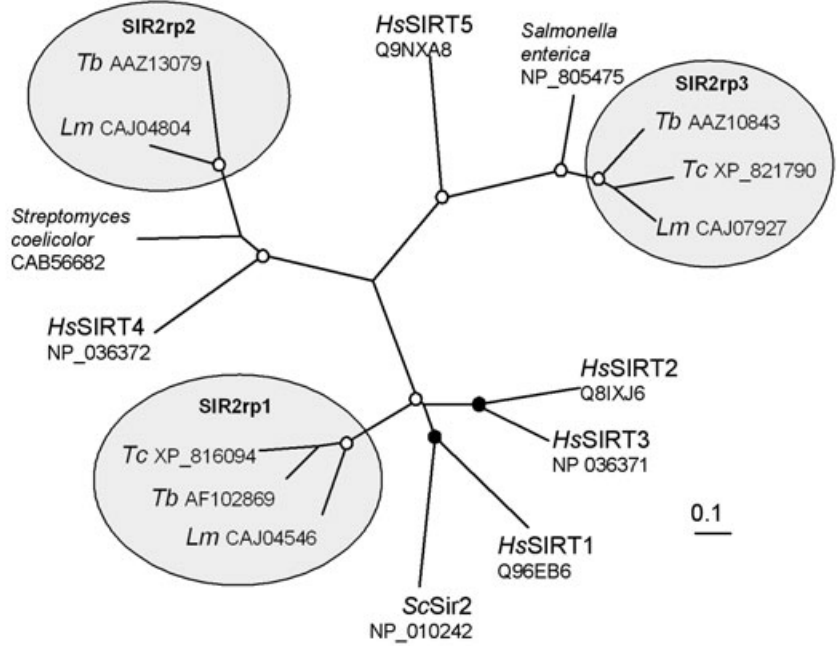 SIR2rp2
Tb AAZ13079
Lm CAJ04804
HsSIRT5
Q9NXA8
Salmonella
enterica
NP_805475
SIR2rp3
Tb AAZ10843
Tc XP_821790
Lm CAJ07927
Streptomyces
coelicolor
CAB56682
HsSIRT4
NP_036372
SIR2rp1
Tc XP_816094
Tb AF102869
Lm CAJ04546
HsSIRT2
Q8IXJ6
HsSIRT3
NP 036371
0.1
HsSIRT1
Q96EB6
ScSir2
NP_010242